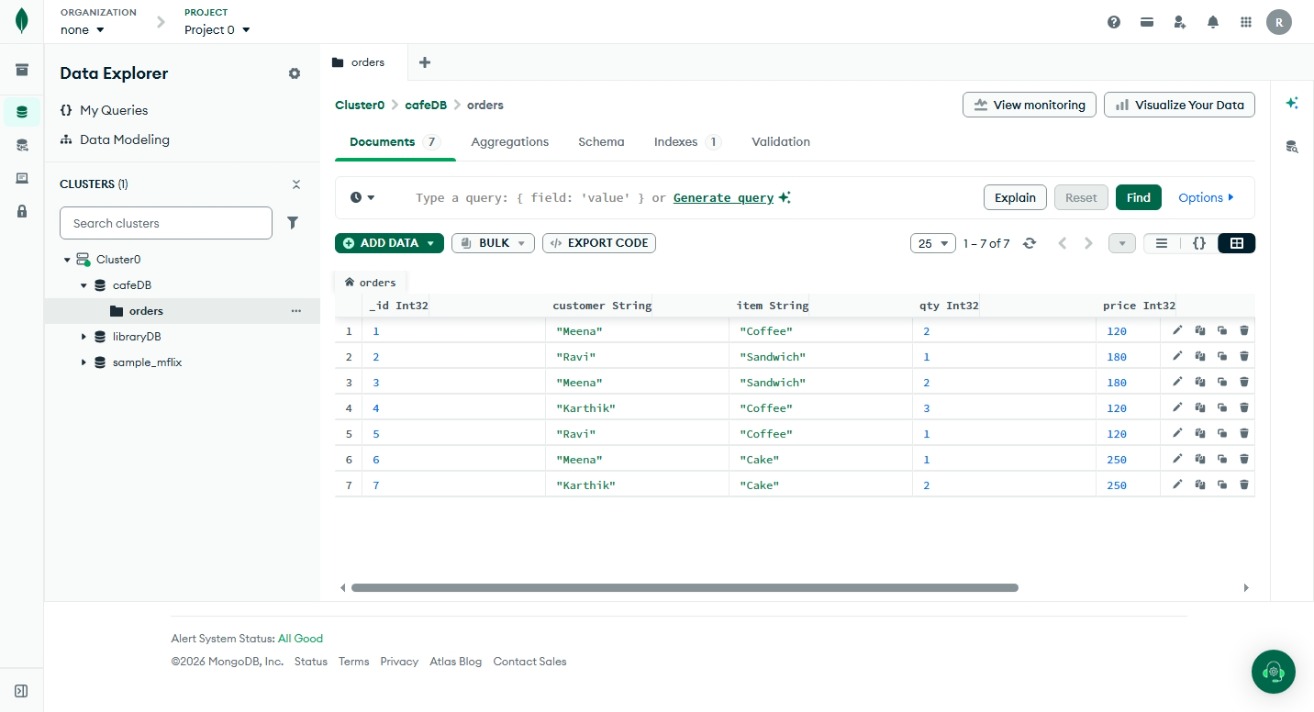 ORGANIZATION
none
PROJECT
Project 0
R
Data Explorer
{} My Queries
Data Modeling
CLUSTERS (1)
Search clusters
Cluster0
cafeDB
orders
libraryDB
sample_mflix
orders
Cluster0 > cafeDB > orders
View monitoring
Visualize Your Data
Documents 7 Aggregations Schema Indexes 1 Validation
Type a query: { field: 'value' } or Generate query
Explain Reset Find Options
ADD DATA BULK </> EXPORT CODE 25 1 – 7 of 7 {}
orders
_id Int32 customer String item String qty Int32 price Int32
1 1 "Meena" "Coffee" 2 120
2 2 "Ravi" "Sandwich" 1 180
3 3 "Meena" "Sandwich" 2 180
4 4 "Karthik" "Coffee" 3 120
5 5 "Ravi" "Coffee" 1 120
6 6 "Meena" "Cake" 1 250
7 7 "Karthik" "Cake" 2 250
Alert System Status: All Good
©2026 MongoDB, Inc. Status Terms Privacy Atlas Blog Contact Sales